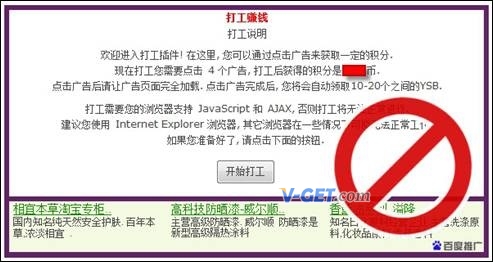 打工赚钱
打工说明
欢迎进入打工插件! 在这里, 您可以通过点击广告来获取一定的积分.
现在打工您需要点击 4 个广告, 打工后获得的积分是 币.
点击广告后请让广告页面完全加载. 点击广告完成后, 您将会自动领取10-20个之间的YSB.
打工需要您的浏览器支持 JavaScript 和 AJAX, 否则打工将无法正常进行.
建议您使用 Internet Explorer 浏览器, 其它浏览器在一些情况下 无法正常工
如果您准备好了, 请点击下面的按钮.
开始打工
V-GET.com
相宜本草淘宝专柜..
国内知名纯天然安全护肤. 百年本草,浓淡相宜 .
高科技防晒漆-威尔顺..
主营高级防晒漆. 威尔顺 防晒漆是新型高级隔热涂料
溢隆
知名 洗涤原料,化妆品
百度推广